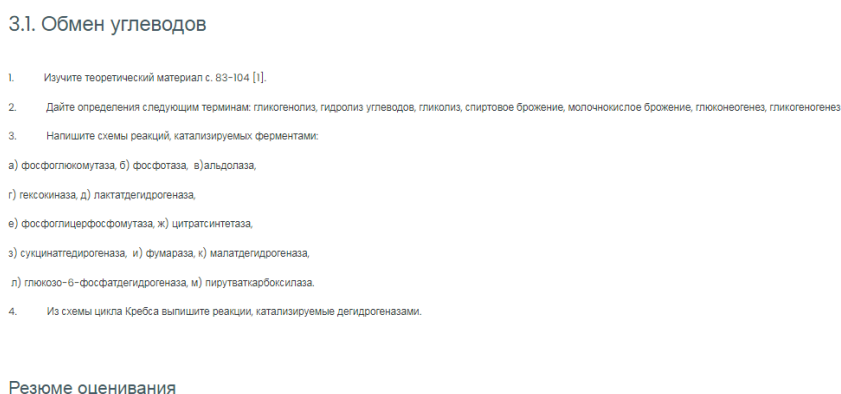 3.1. Обмен углеводов
1. Изучите теоретический материал с. 83-104 [1].
2. Дайте определения следующим терминам: гликогенолиз, гидролиз углеводов, гликолиз, спиртовое брожение, молочнокислое брожение, глюконеогенез, гликогеногенез
3. Напишите схемы реакций, катализируемых ферментами:
а) фосфоглюкомутаза, б) фосфотаза, в)альдолаза,
г) гексокиназа, д) лактатдегидрогеназа,
е) фосфоглицерфосфомутаза, ж) цитратсинтетаза,
з) сукцинатгедирогеназа, и) фумараза, к) малатдегидрогеназа,
л) глюкозо-6-фосфатдегидрогеназа, м) пирутваткарбоксилаза.
4. Из схемы цикла Кребса выпишите реакции, катализируемые дегидрогеназами.
Резюме оценивания